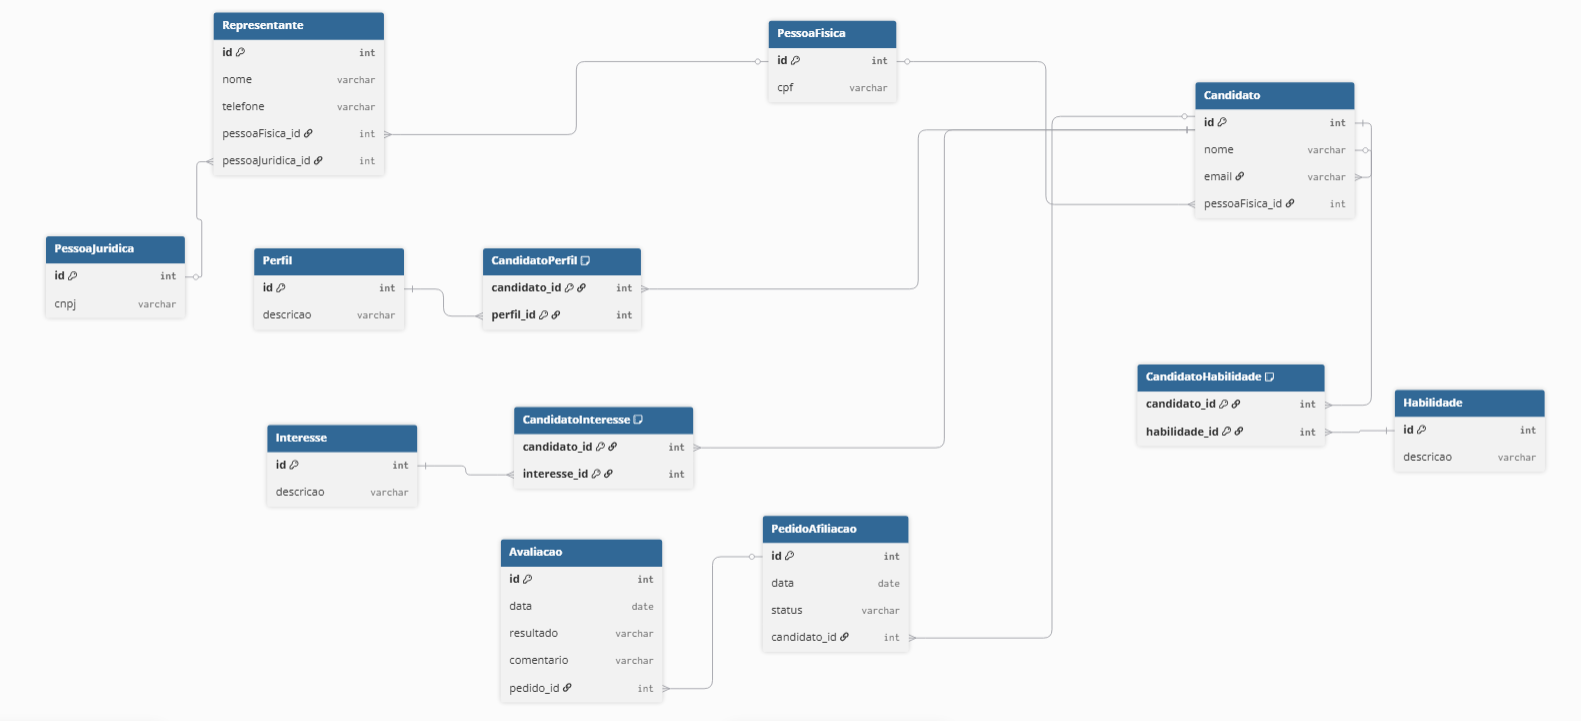 Representante
id int
nome varchar
telefone varchar
pessoaFisica_id int
pessoaJuridica_id int
PessoaFisica
id int
cpf varchar
Candidato
id int
nome varchar
email varchar
pessoaFisica_id int
PessoaJuridica
id int
cnpj varchar
Perfil
id int
descricao varchar
CandidatoPerfil
candidato_id int
perfil_id int
CandidatoHabilidade
candidato_id int
habilidade_id int
Habilidade
id int
descricao varchar
Interesse
id int
descricao varchar
CandidatoInteresse
candidato_id int
interesse_id int
Avaliacao
id int
data date
resultado varchar
comentario varchar
pedido_id int
PedidoAfiliacao
id int
data date
status varchar
candidato_id int